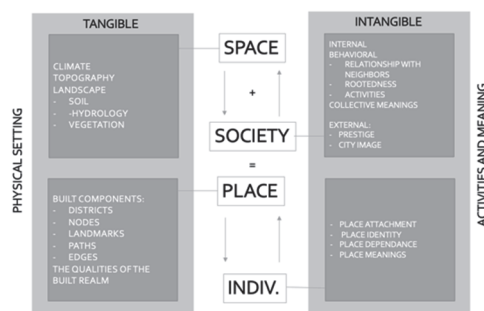 TANGIBLE
INTANGIBLE
PHYSICAL SETTING
CLIMATE
TOPOGRAPHY
LANDSCAPE
- SOIL
- -HYDROLOGY
- VEGETATION
BUILT COMPONENTS:
- DISTRICTS
- NODES
- LANDMARKS
- PATHS
- EDGES
THE QUALITIES OF THE
BUILT REALM
SPACE
+
SOCIETY
=
PLACE
INDIV.
INTERNAL
BEHAVIORAL
- RELATIONSHIP WITH
NEIGHBORS
- ROOTEDNESS
- ACTIVITIES
COLLECTIVE MEANINGS
EXTERNAL:
- PRESTIGE
- CITY IMAGE
- PLACE ATTACHMENT
- PLACE IDENTITY
- PLACE DEPENDANCE
- PLACE MEANINGS
ACTIVITIES AND MEANING